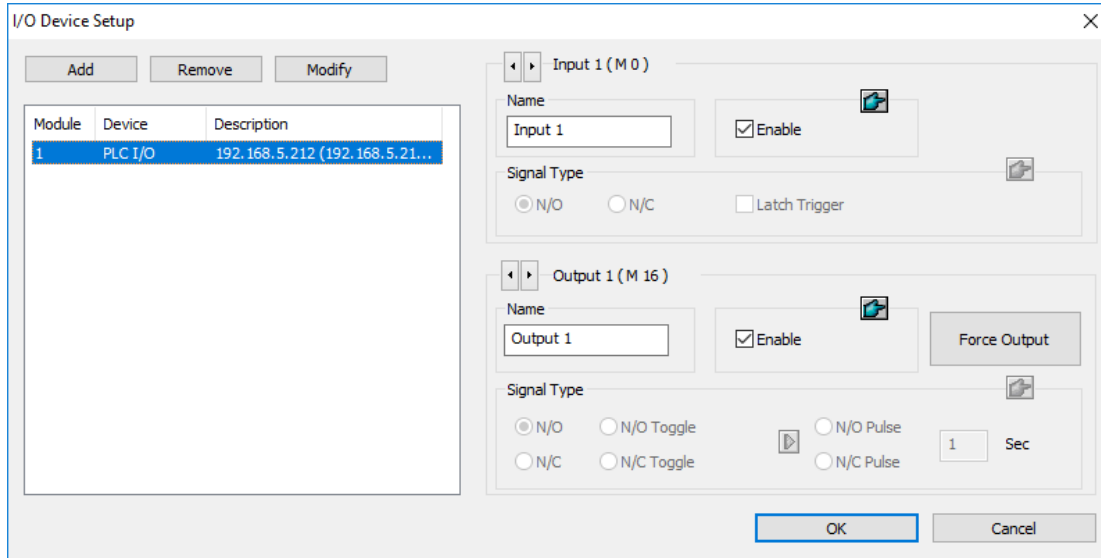 I/O Device Setup
Add Remove Modify
Module Device Description
1 PLC I/O 192.168.5.212 (192.168.5.21...
Input 1 ( M 0 )
Name
Input 1
Enable
Signal Type
N/O N/C Latch Trigger
Output 1 ( M 16 )
Name
Output 1
Enable
Force Output
Signal Type
N/O N/O Toggle N/O Pulse
N/C N/C Toggle N/C Pulse
1 Sec
OK Cancel